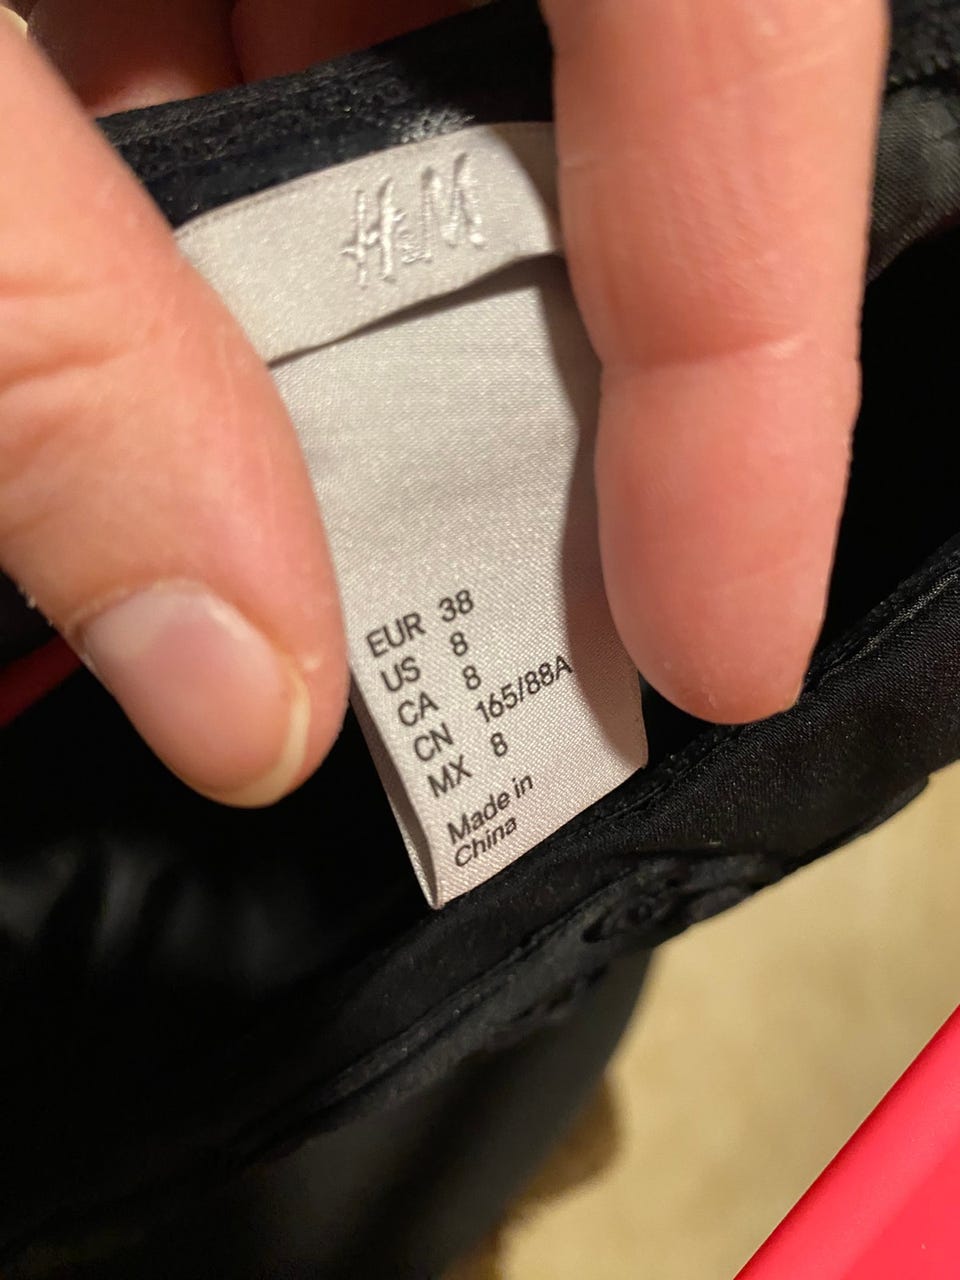 H&M
EUR 38
US 8
CA 8
CN 165/88A
MX 8
Made in
China